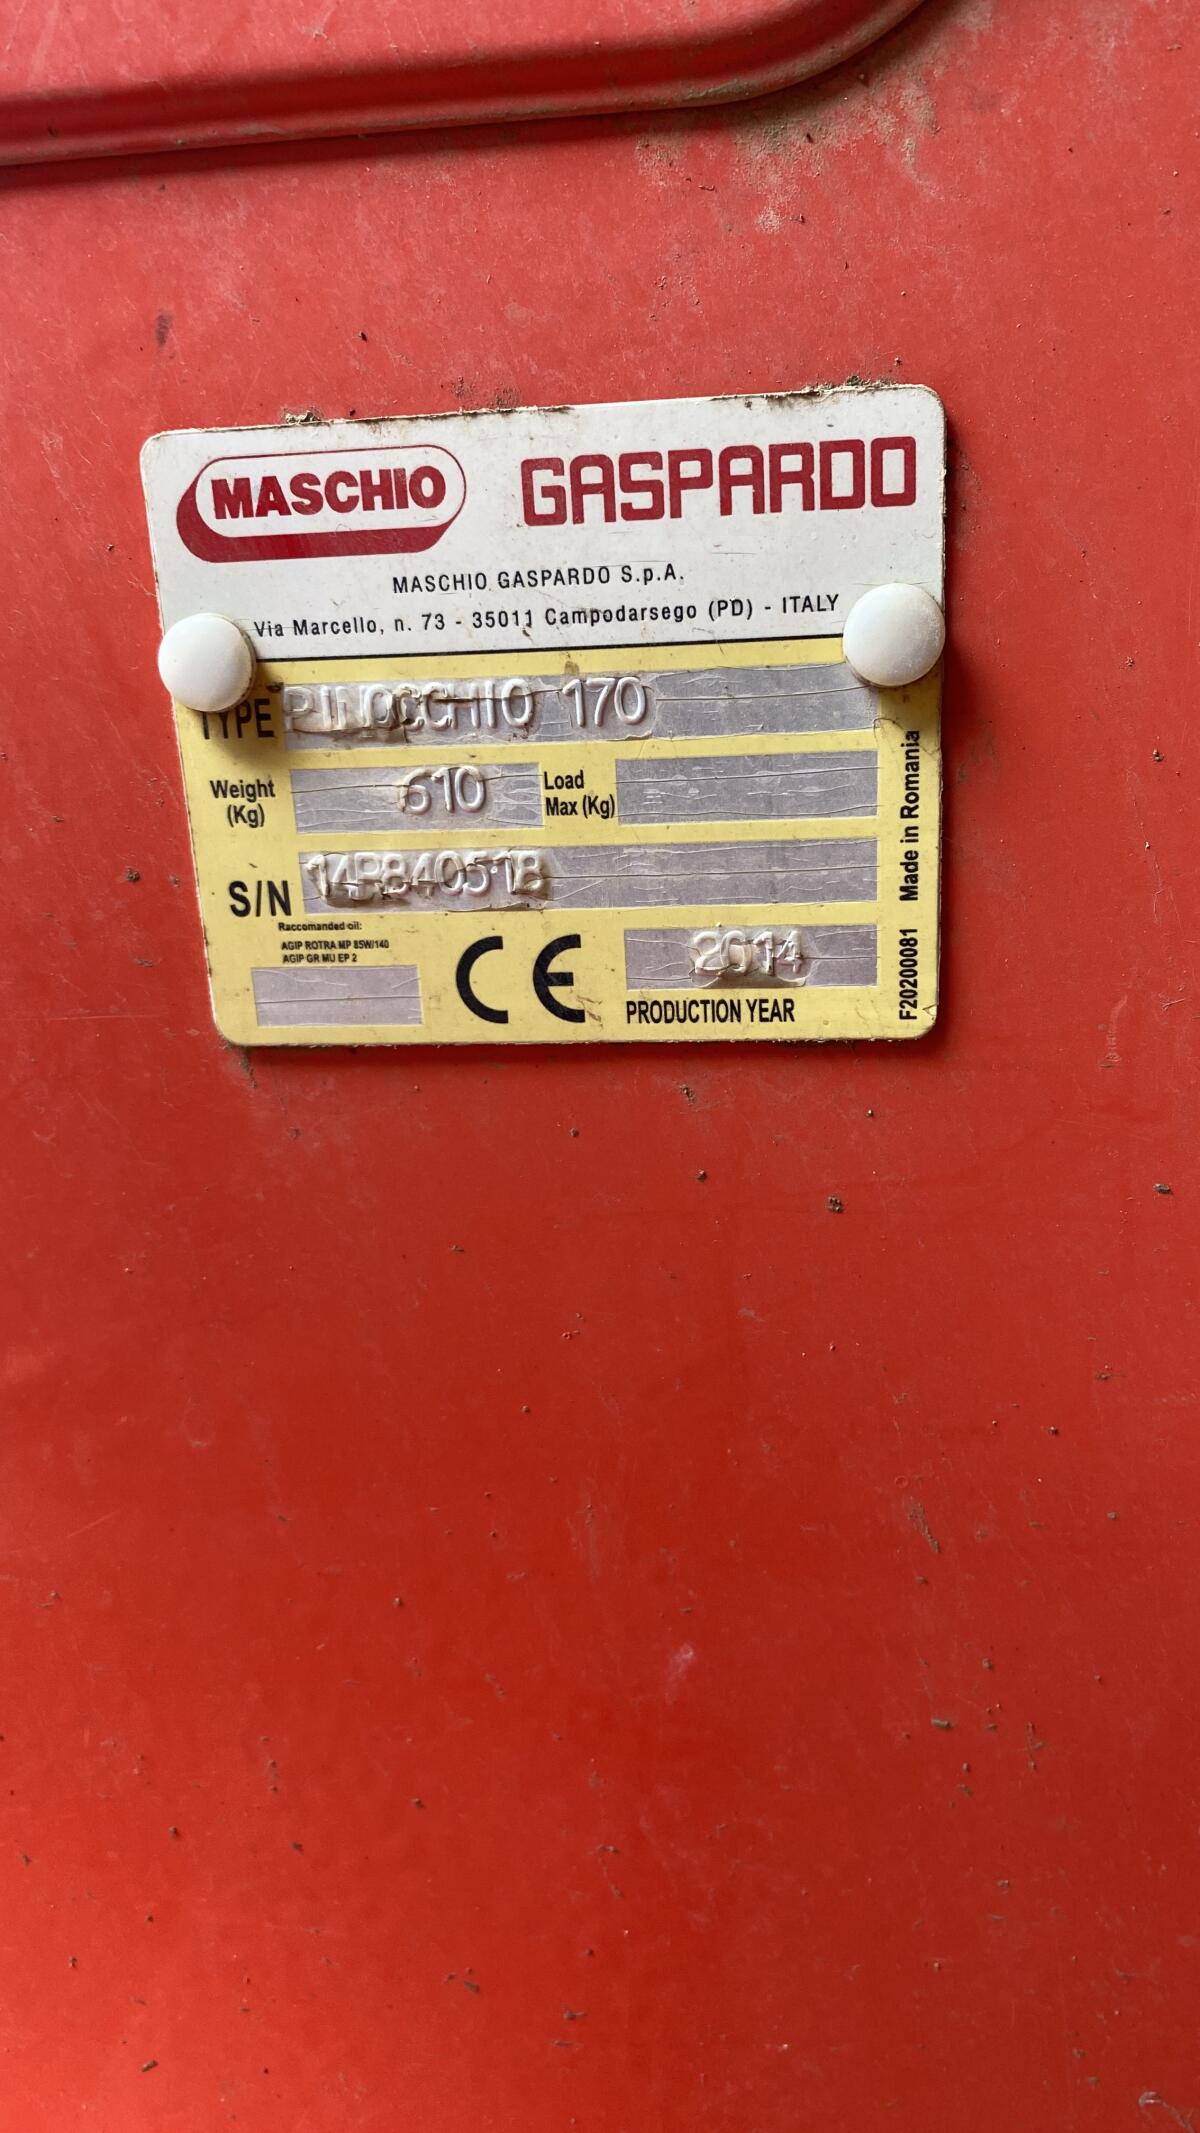 MASCHIO GASPARDO
MASCHIO GASPARDO S.p.A.
Via Marcello, n. 73 - 35011 Campodarsego (PD) - ITALY
TYPE PINOCCHIO 170
Weight (Kg) 610 Load Max (Kg)
S/N 14R840518
Raccomanded oil:
AGIP ROTRA MP 85W/140
AGIP GR MU EP 2
CE
2014
PRODUCTION YEAR
F20200081 Made in Romania